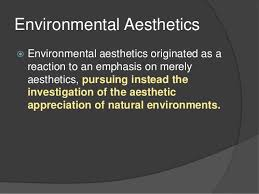 Environmental Aesthetics
Environmental aesthetics originated as a
reaction to an emphasis on merely
aesthetics, pursuing instead the
investigation of the aesthetic
appreciation of natural environments.